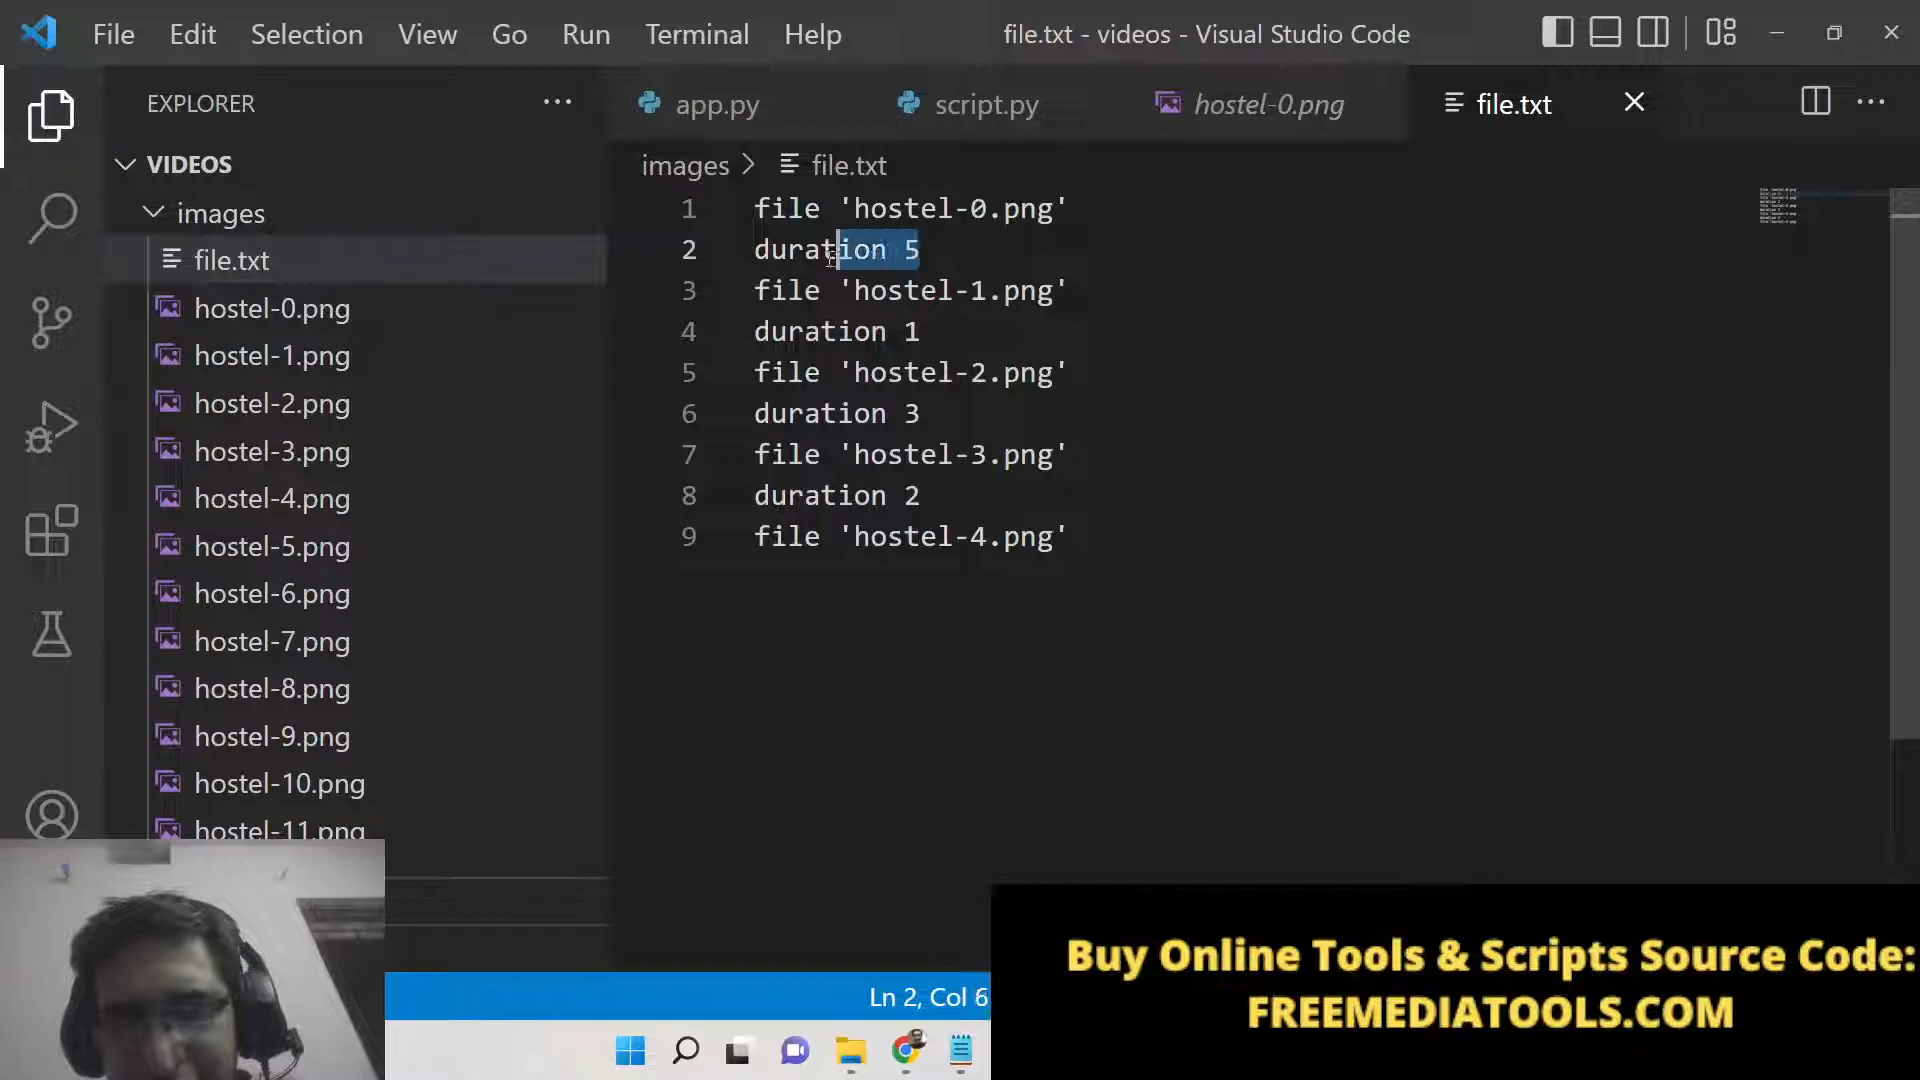 File Edit Selection View Go Run Terminal Help
file.txt - videos - Visual Studio Code
EXPLORER
VIDEOS
images
file.txt
hostel-0.png
hostel-1.png
hostel-2.png
hostel-3.png
hostel-4.png
hostel-5.png
hostel-6.png
hostel-7.png
hostel-8.png
hostel-9.png
hostel-10.png
hostel-11.png
app.py script.py hostel-0.png file.txt
images > file.txt
1 file 'hostel-0.png'
2 duration 5
3 file 'hostel-1.png'
4 duration 1
5 file 'hostel-2.png'
6 duration 3
7 file 'hostel-3.png'
8 duration 2
9 file 'hostel-4.png'
Ln 2, Col 6
Buy Online Tools & Scripts Source Code:
FREEMEDIATOOLS.COM